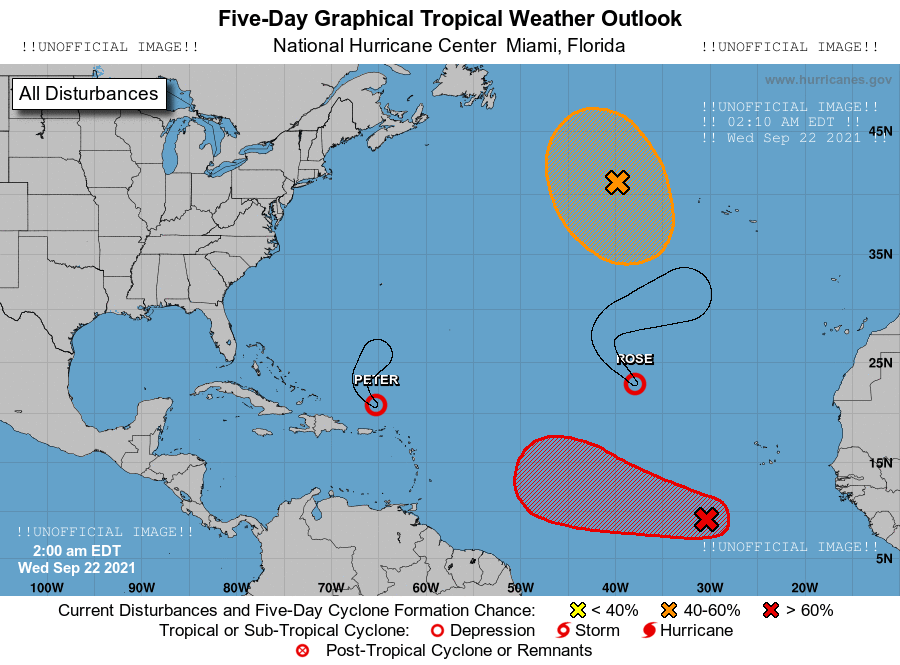 Five-Day Graphical Tropical Weather Outlook
!!UNOFFICIAL IMAGE!!
National Hurricane Center  Miami, Florida
!!UNOFFICIAL IMAGE!!
www.hurricanes.gov
All Disturbances
!!UNOFFICIAL IMAGE!!
!! 02:10 AM EDT !!
!! Wed Sep 22 2021 !!
45N
35N
ROSE
25N
PETER
15N
!!UNOFFICIAL IMAGE!!
!!UNOFFICIAL IMAGE!!
2:00 am EDT
5N
Wed Sep 22 2021
100W 90W 80W 70W 60W 50W 40W 30W 20W
Current Disturbances and Five-Day Cyclone Formation Chance: < 40% 40-60% > 60%
Tropical or Sub-Tropical Cyclone: Depression Storm Hurricane
Post-Tropical Cyclone or Remnants